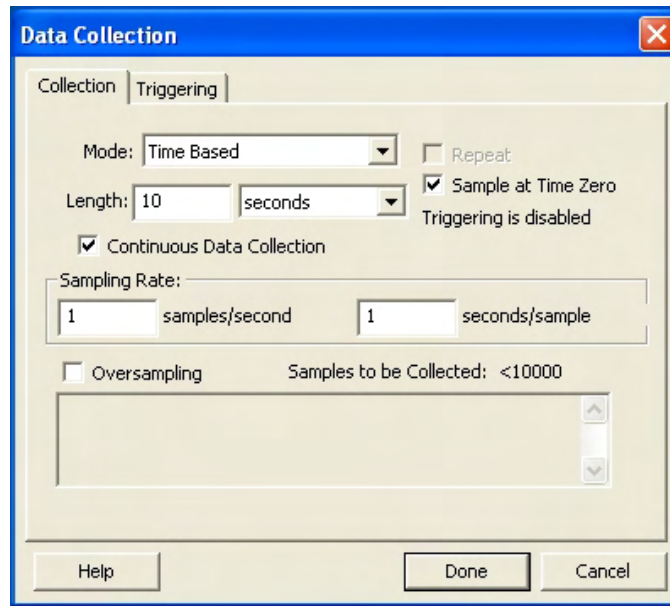 Data Collection
Collection Triggering
Mode: Time Based
Repeat
Length: 10 seconds
Sample at Time Zero
Triggering is disabled
Continuous Data Collection
Sampling Rate:
1 samples/second 1 seconds/sample
Oversampling Samples to be Collected: <10000
Help Done Cancel